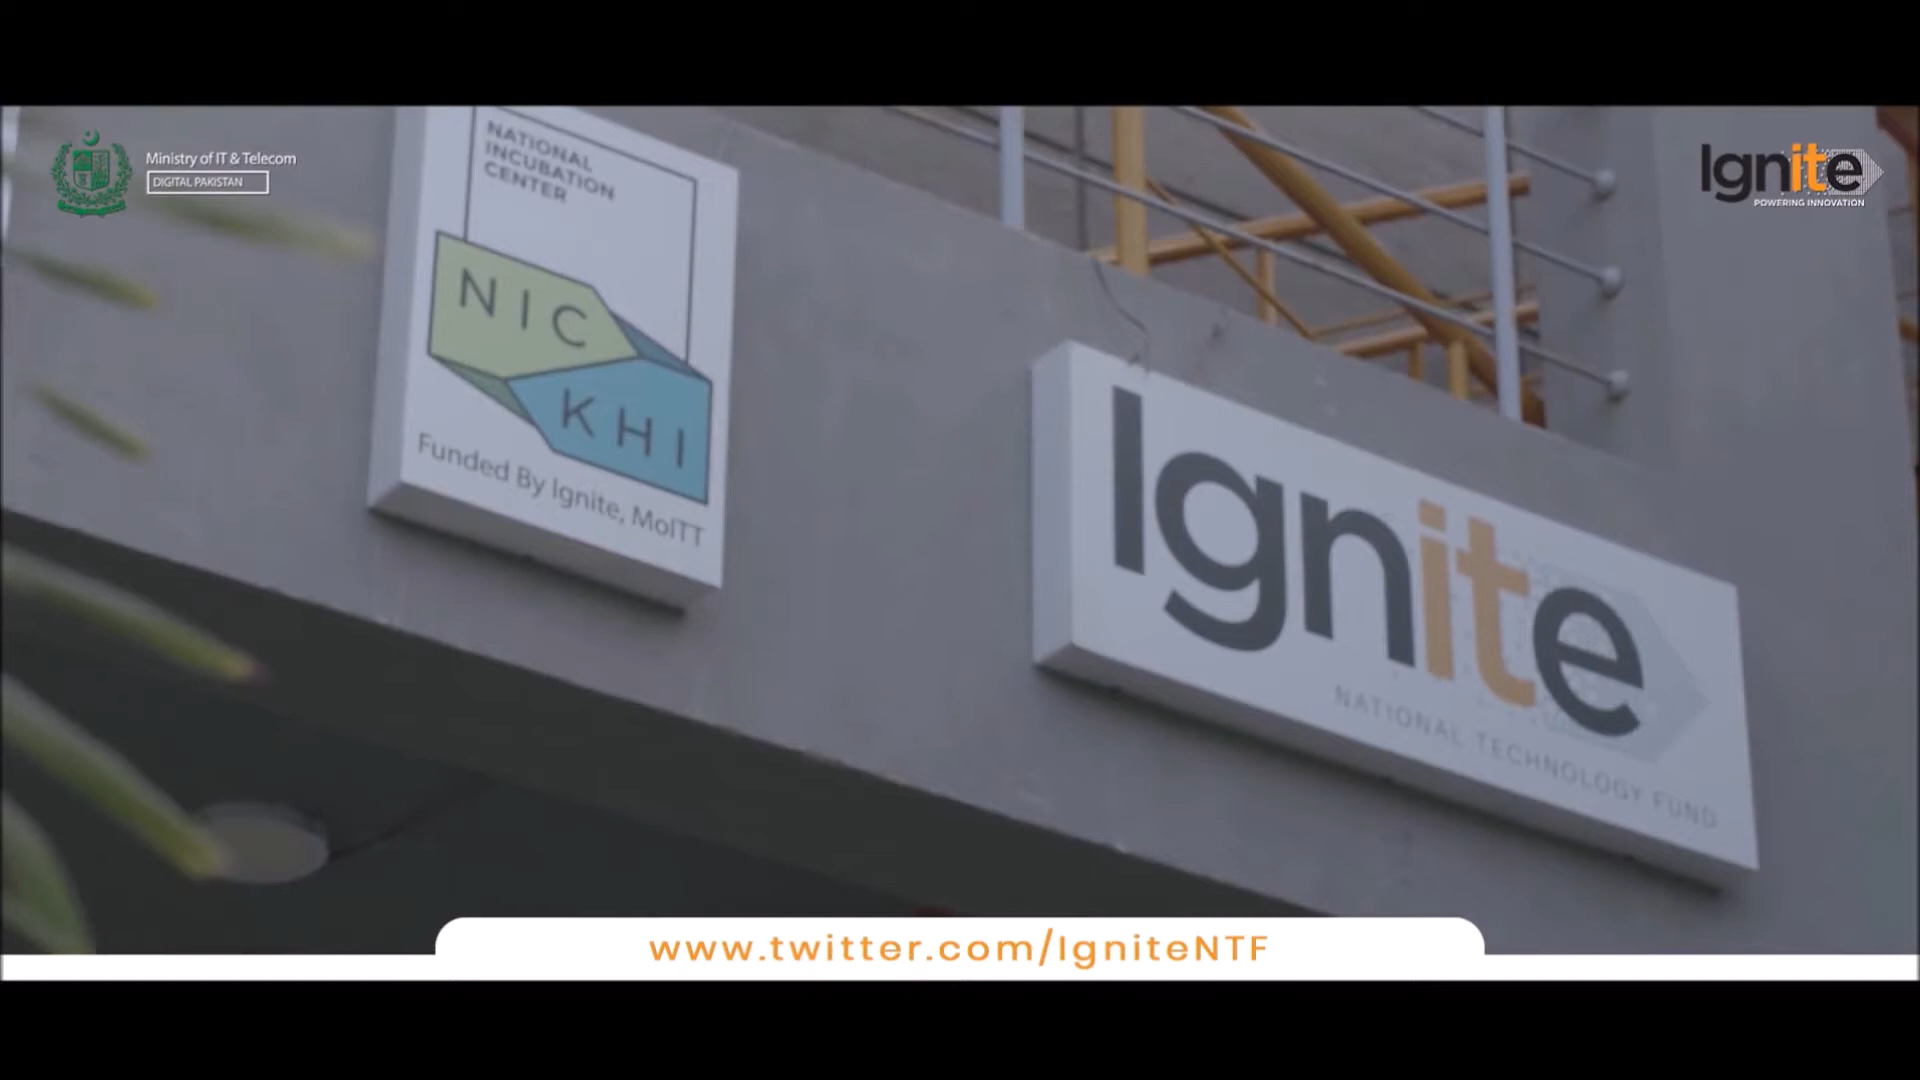 Ministry of IT & Telecom
DIGITAL PAKISTAN
NATIONAL
INCUBATION
CENTER
NIC
KHI
Funded By Ignite, MoITT
Ignite
POWERING INNOVATION
Ignite
NATIONAL TECHNOLOGY FUND
www.twitter.com/IgniteNTF